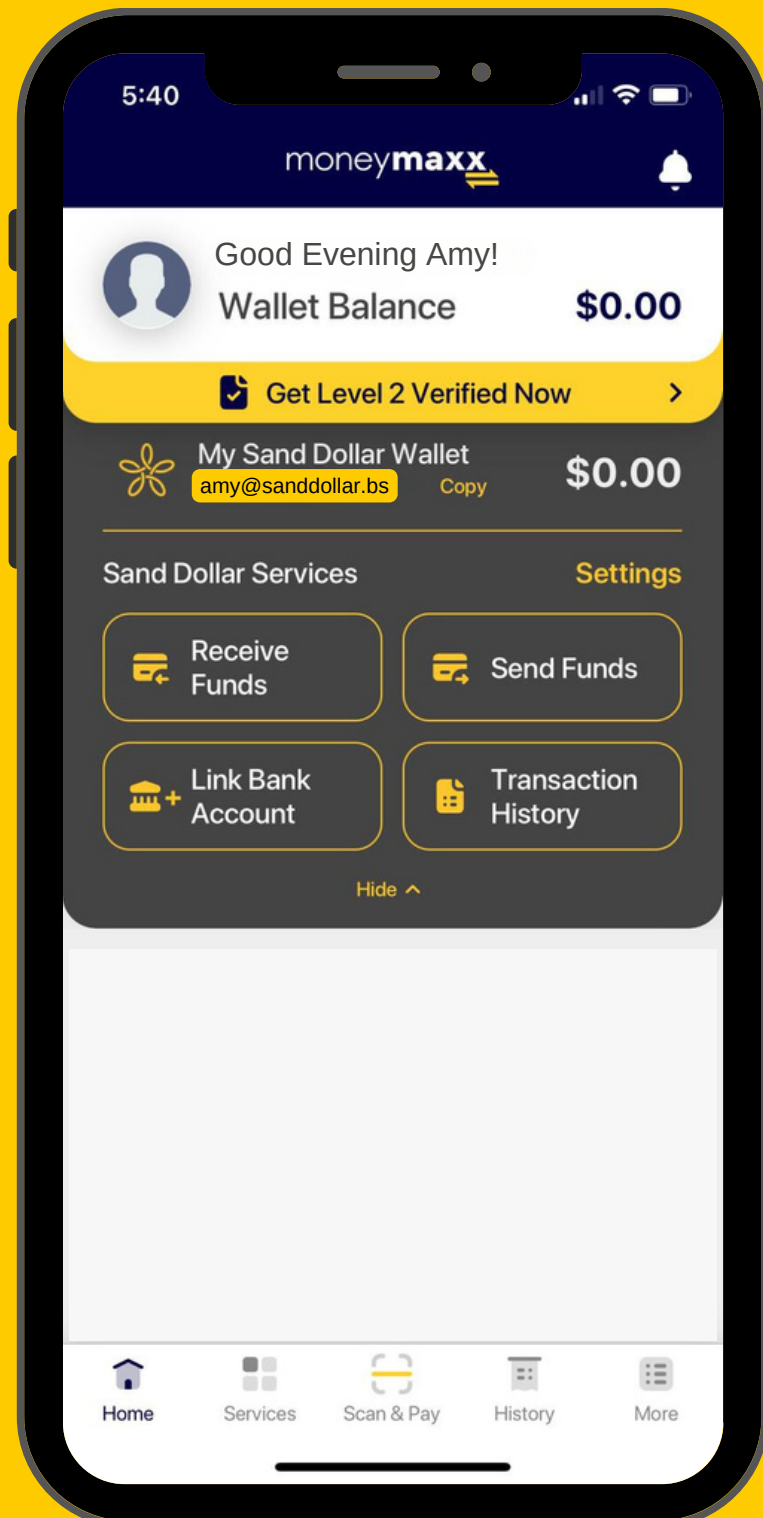 5:40
moneymaxx
Good Evening Amy!
Wallet Balance $0.00
Get Level 2 Verified Now
My Sand Dollar Wallet
amy@sanddollar.bs Copy $0.00
Sand Dollar Services Settings
Receive
Funds
Send Funds
Link Bank
Account
Transaction
History
Hide
Home Services Scan & Pay History More